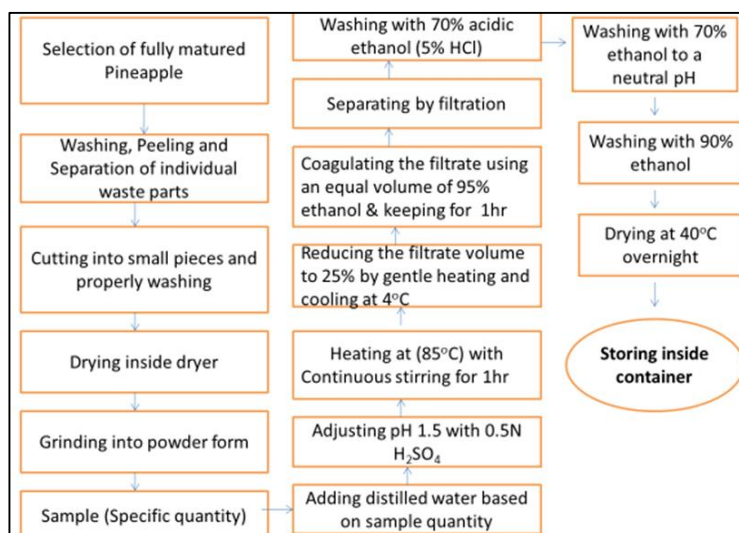 Selection of fully matured
Pineapple
Washing, Peeling and
Separation of individual
waste parts
Cutting into small pieces and
properly washing
Drying inside dryer
Grinding into powder form
Sample (Specific quantity)
Adding distilled water based
on sample quantity
Adjusting pH 1.5 with 0.5N
H₂SO₄
Heating at (85°C) with
Continuous stirring for 1hr
Reducing the filtrate volume
to 25% by gentle heating and
cooling at 4°C
Coagulating the filtrate using
an equal volume of 95%
ethanol & keeping for 1hr
Separating by filtration
Washing with 70% acidic
ethanol (5% HCl)
Washing with 70%
ethanol to a
neutral pH
Washing with 90%
ethanol
Drying at 40°C
overnight
Storing inside
container